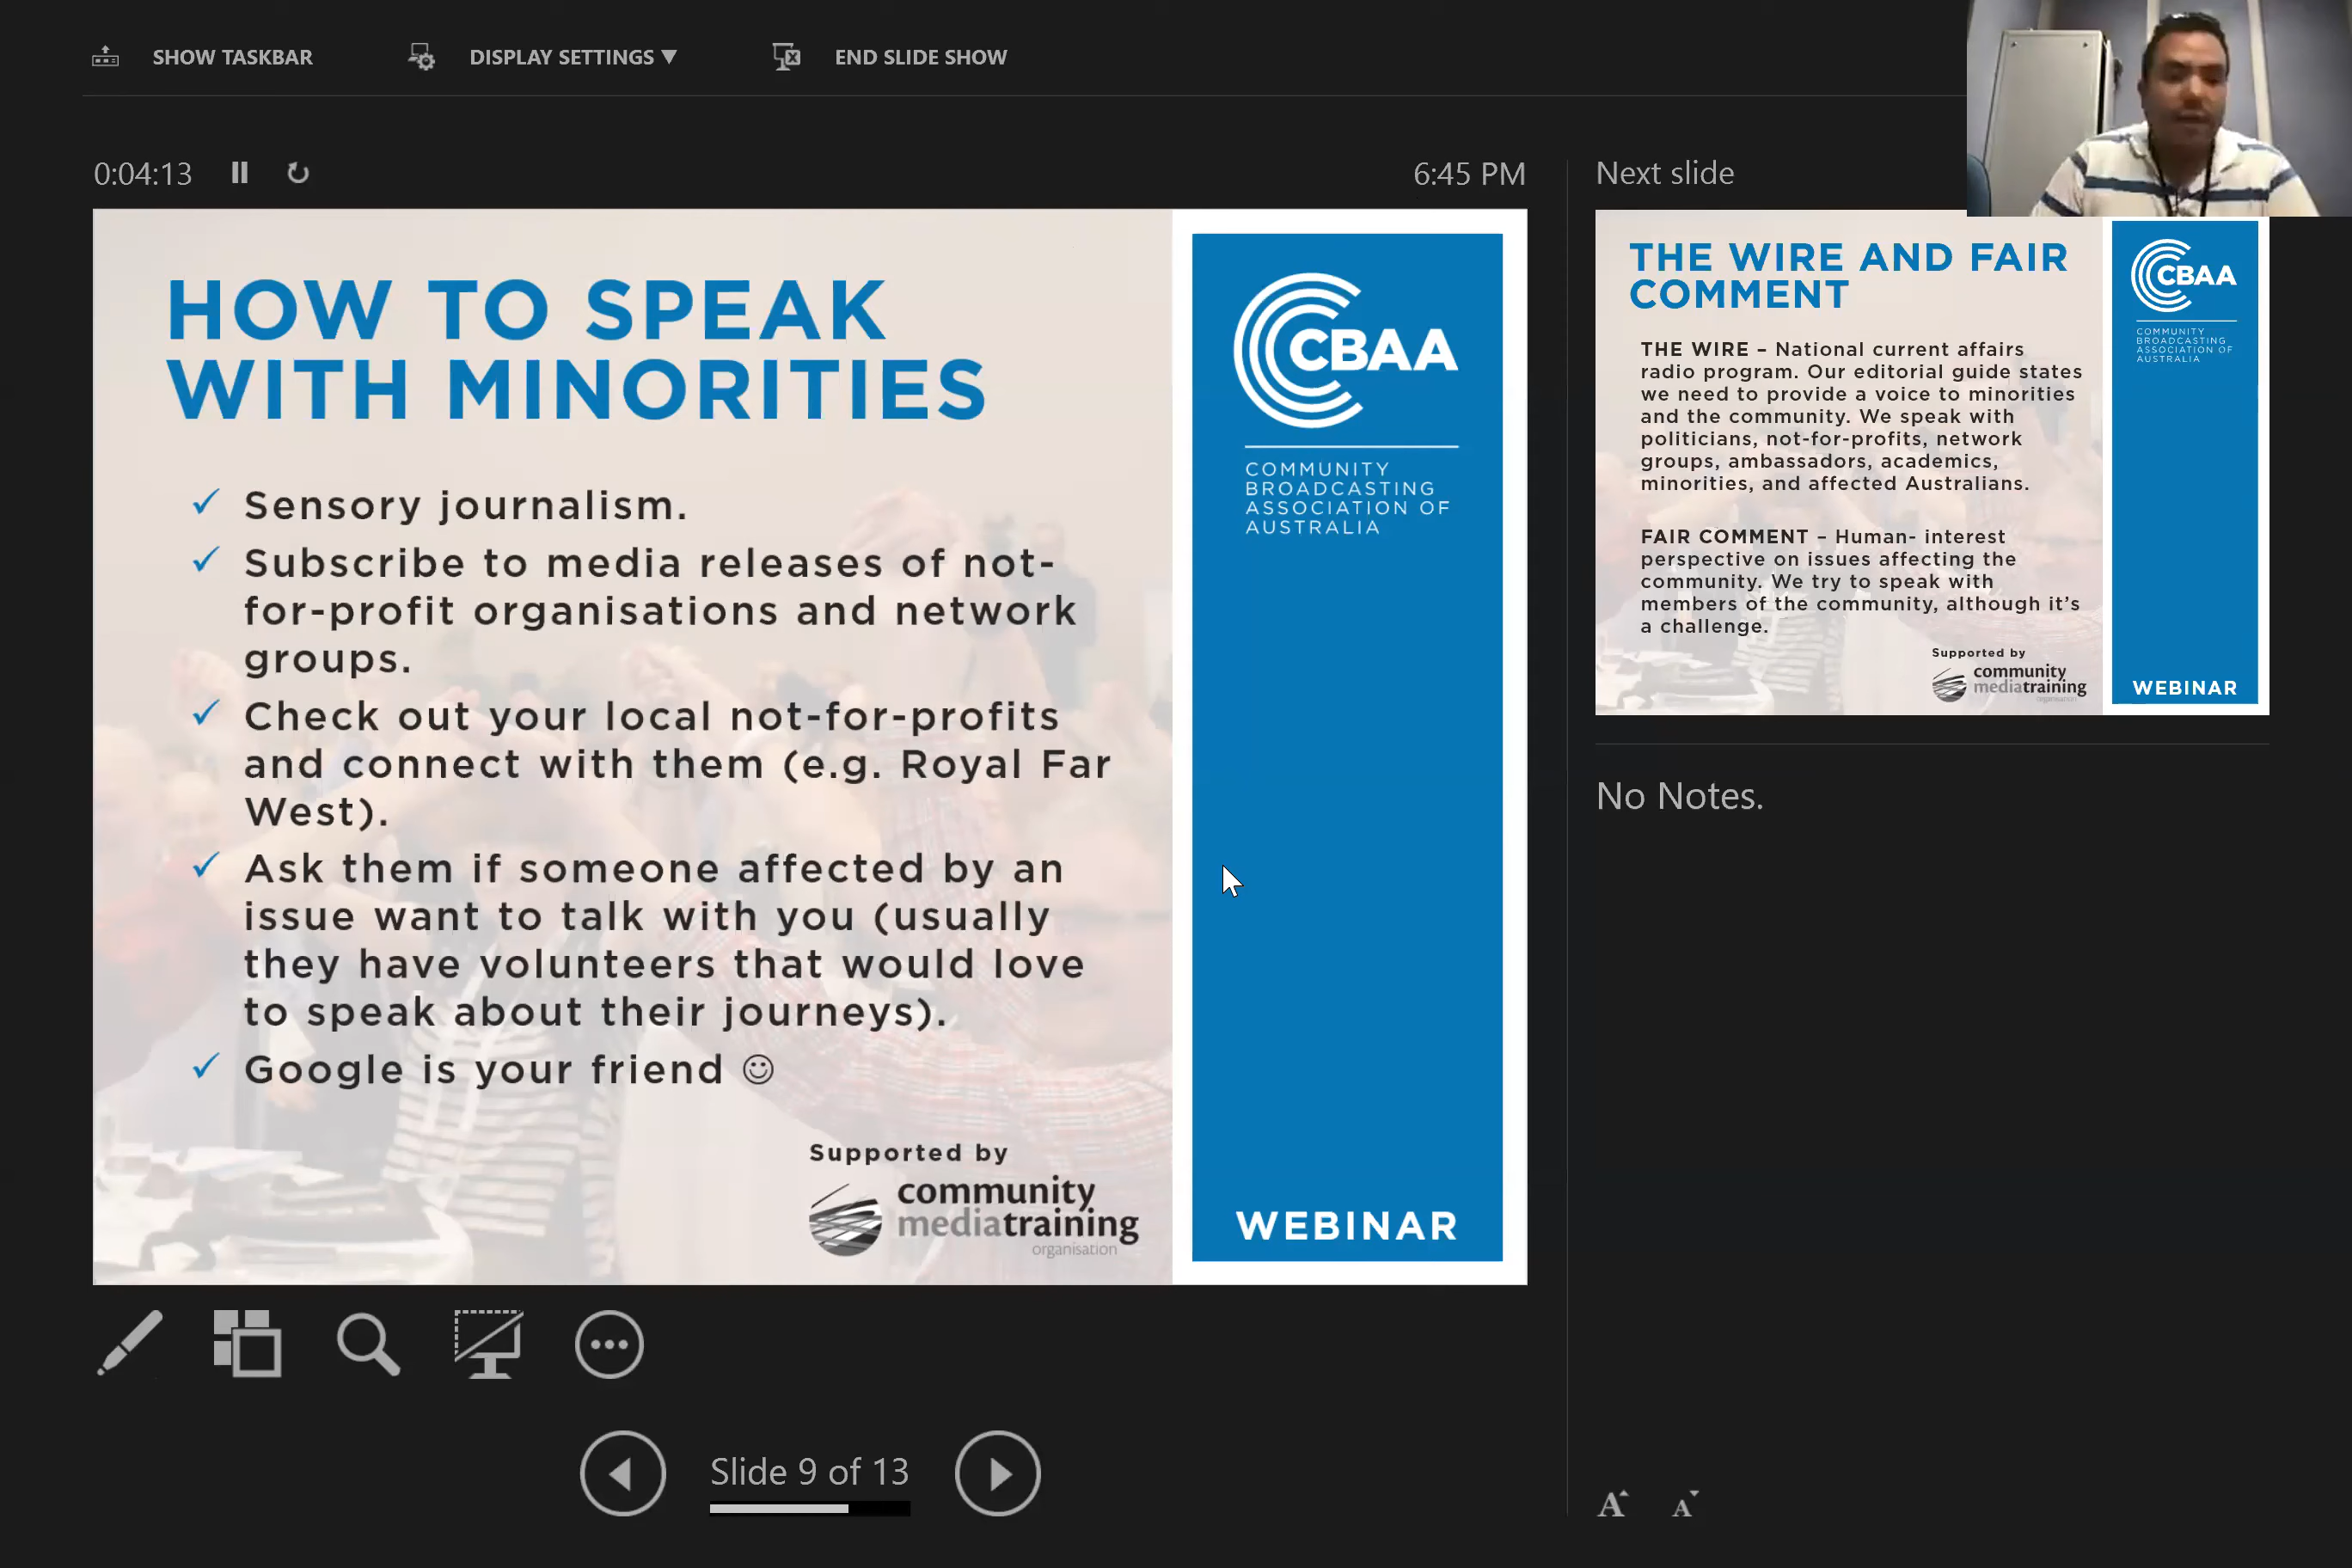 SHOW TASKBAR
DISPLAY SETTINGS ▼
END SLIDE SHOW
0:04:13
6:45 PM
HOW TO SPEAK
WITH MINORITIES
✓ Sensory journalism.
✓ Subscribe to media releases of not-
for-profit organisations and network
groups.
✓ Check out your local not-for-profits
and connect with them (e.g. Royal Far
West).
✓ Ask them if someone affected by an
issue want to talk with you (usually
they have volunteers that would love
to speak about their journeys).
✓ Google is your friend ☺
Supported by
community
mediatraining
organisation
CBAA
COMMUNITY
BROADCASTING
ASSOCIATION OF
AUSTRALIA
WEBINAR
Slide 9 of 13
Next slide
THE WIRE AND FAIR
COMMENT
THE WIRE – National current affairs
radio program. Our editorial guide states
we need to provide a voice to minorities
and the community. We speak with
politicians, not-for-profits, network
groups, ambassadors, academics,
minorities, and affected Australians.
FAIR COMMENT – Human- interest
perspective on issues affecting the
community. We try to speak with
members of the community, although it's
a challenge.
Supported by
community
mediatraining
organisation
CBAA
COMMUNITY
BROADCASTING
ASSOCIATION OF
AUSTRALIA
WEBINAR
No Notes.
A A